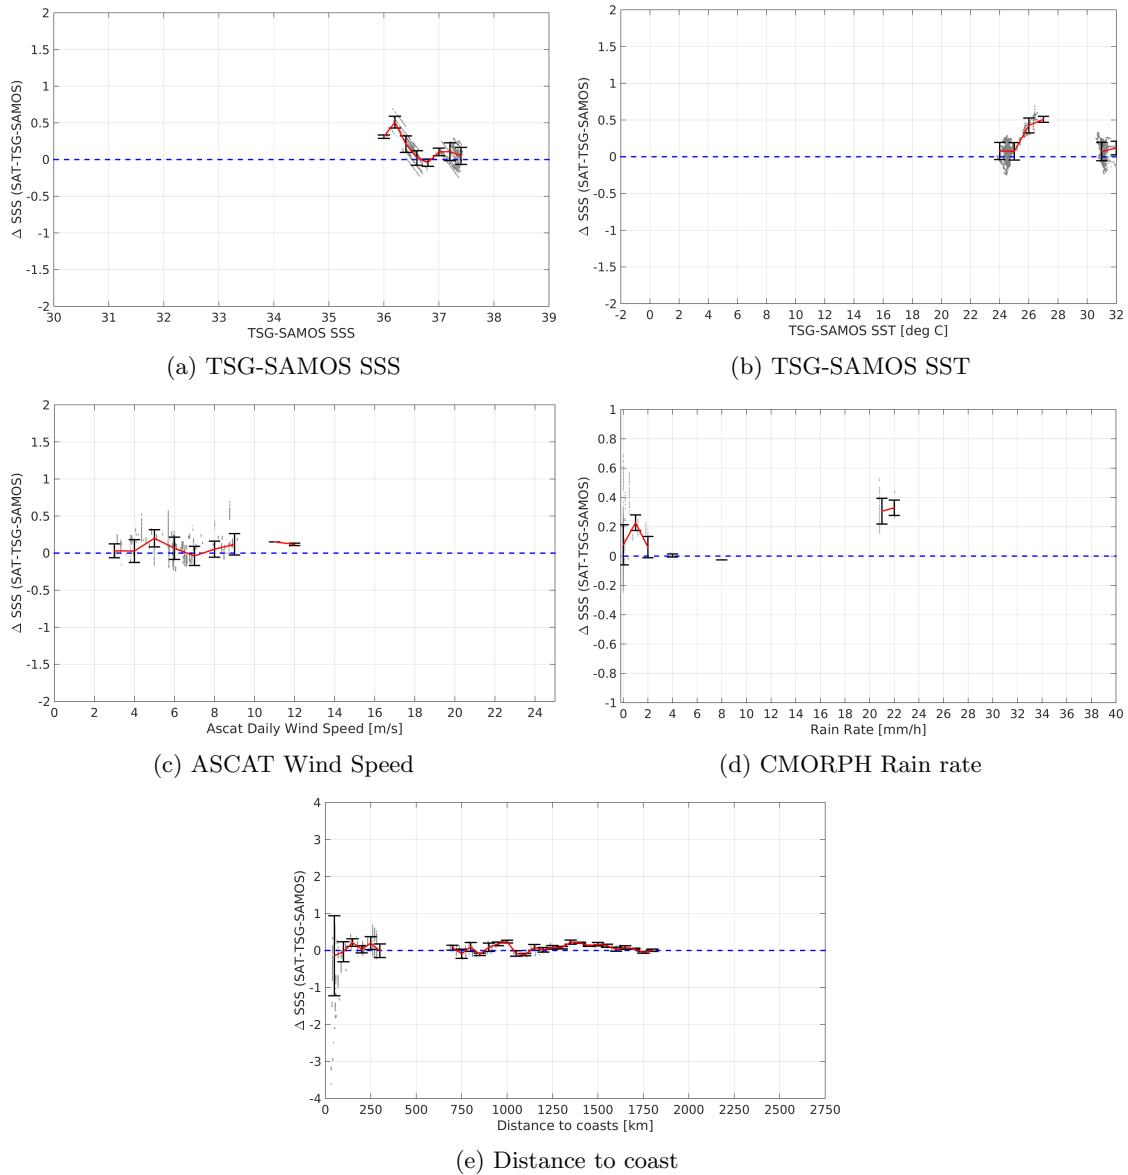 2
1.5
1
0.5
0
-0.5
-1
-1.5
-2
Δ SSS (SAT-TSG-SAMOS)
30 31 32 33 34 35 36 37 38 39
TSG-SAMOS SSS
(a) TSG-SAMOS SSS
2
1.5
1
0.5
0
-0.5
-1
-1.5
-2
Δ SSS (SAT-TSG-SAMOS)
-2 0 2 4 6 8 10 12 14 16 18 20 22 24 26 28 30 32
TSG-SAMOS SST [deg C]
(b) TSG-SAMOS SST
2
1.5
1
0.5
0
-0.5
-1
-1.5
-2
Δ SSS (SAT-TSG-SAMOS)
0 2 4 6 8 10 12 14 16 18 20 22 24
Ascat Daily Wind Speed [m/s]
(c) ASCAT Wind Speed
1
0.8
0.6
0.4
0.2
0
-0.2
-0.4
-0.6
-0.8
-1
Δ SSS (SAT-TSG-SAMOS)
0 2 4 6 8 10 12 14 16 18 20 22 24 26 28 30 32 34 36 38 40
Rain Rate [mm/h]
(d) CMORPH Rain rate
4
3
2
1
0
-1
-2
-3
-4
Δ SSS (SAT-TSG-SAMOS)
0 250 500 750 1000 1250 1500 1750 2000 2250 2500 2750
Distance to coasts [km]
(e) Distance to coast